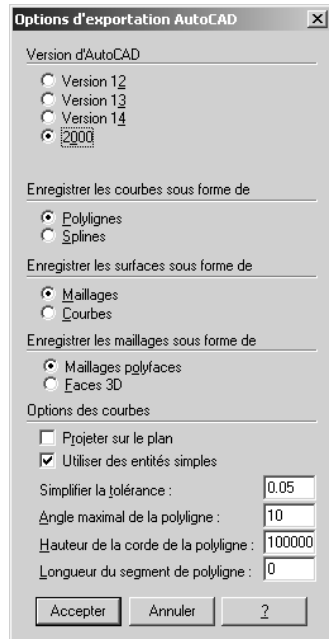 Options d'exportation AutoCAD
Version d'AutoCAD
Version 12
Version 13
Version 14
2000
Enregistrer les courbes sous forme de
Polylignes
Splines
Enregistrer les surfaces sous forme de
Maillages
Courbes
Enregistrer les maillages sous forme de
Maillages polyfaces
Faces 3D
Options des courbes
Projeter sur le plan
Utiliser des entités simples
Simplifier la tolérance : 0.05
Angle maximal de la polyligne : 10
Hauteur de la corde de la polyligne : 100000
Longueur du segment de polyligne : 0
Accepter Annuler ?